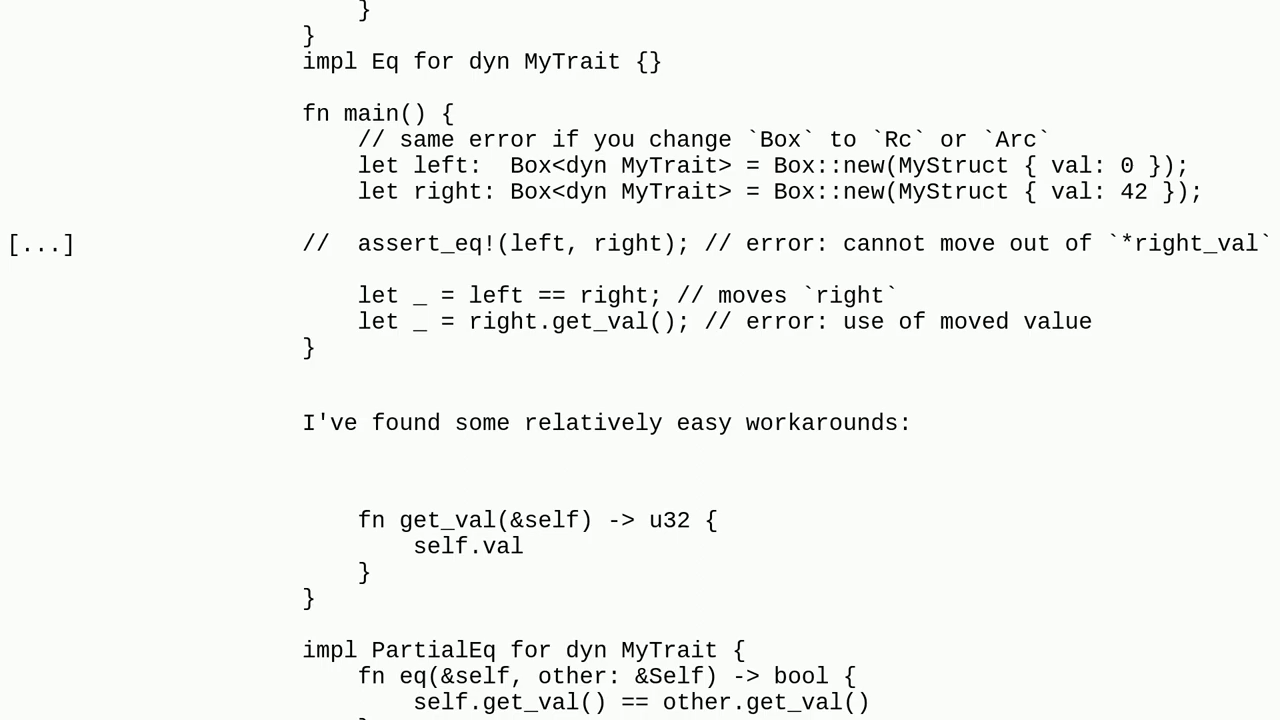 }
}
impl Eq for dyn MyTrait {}

fn main() {
    // same error if you change `Box` to `Rc` or `Arc`
    let left:  Box<dyn MyTrait> = Box::new(MyStruct { val: 0 });
    let right: Box<dyn MyTrait> = Box::new(MyStruct { val: 42 });

[...]
//  assert_eq!(left, right); // error: cannot move out of `*right_val`

    let _ = left == right; // moves `right`
    let _ = right.get_val(); // error: use of moved value
}

I've found some relatively easy workarounds:

    fn get_val(&self) -> u32 {
        self.val
    }
}

impl PartialEq for dyn MyTrait {
    fn eq(&self, other: &Self) -> bool {
        self.get_val() == other.get_val()
    }